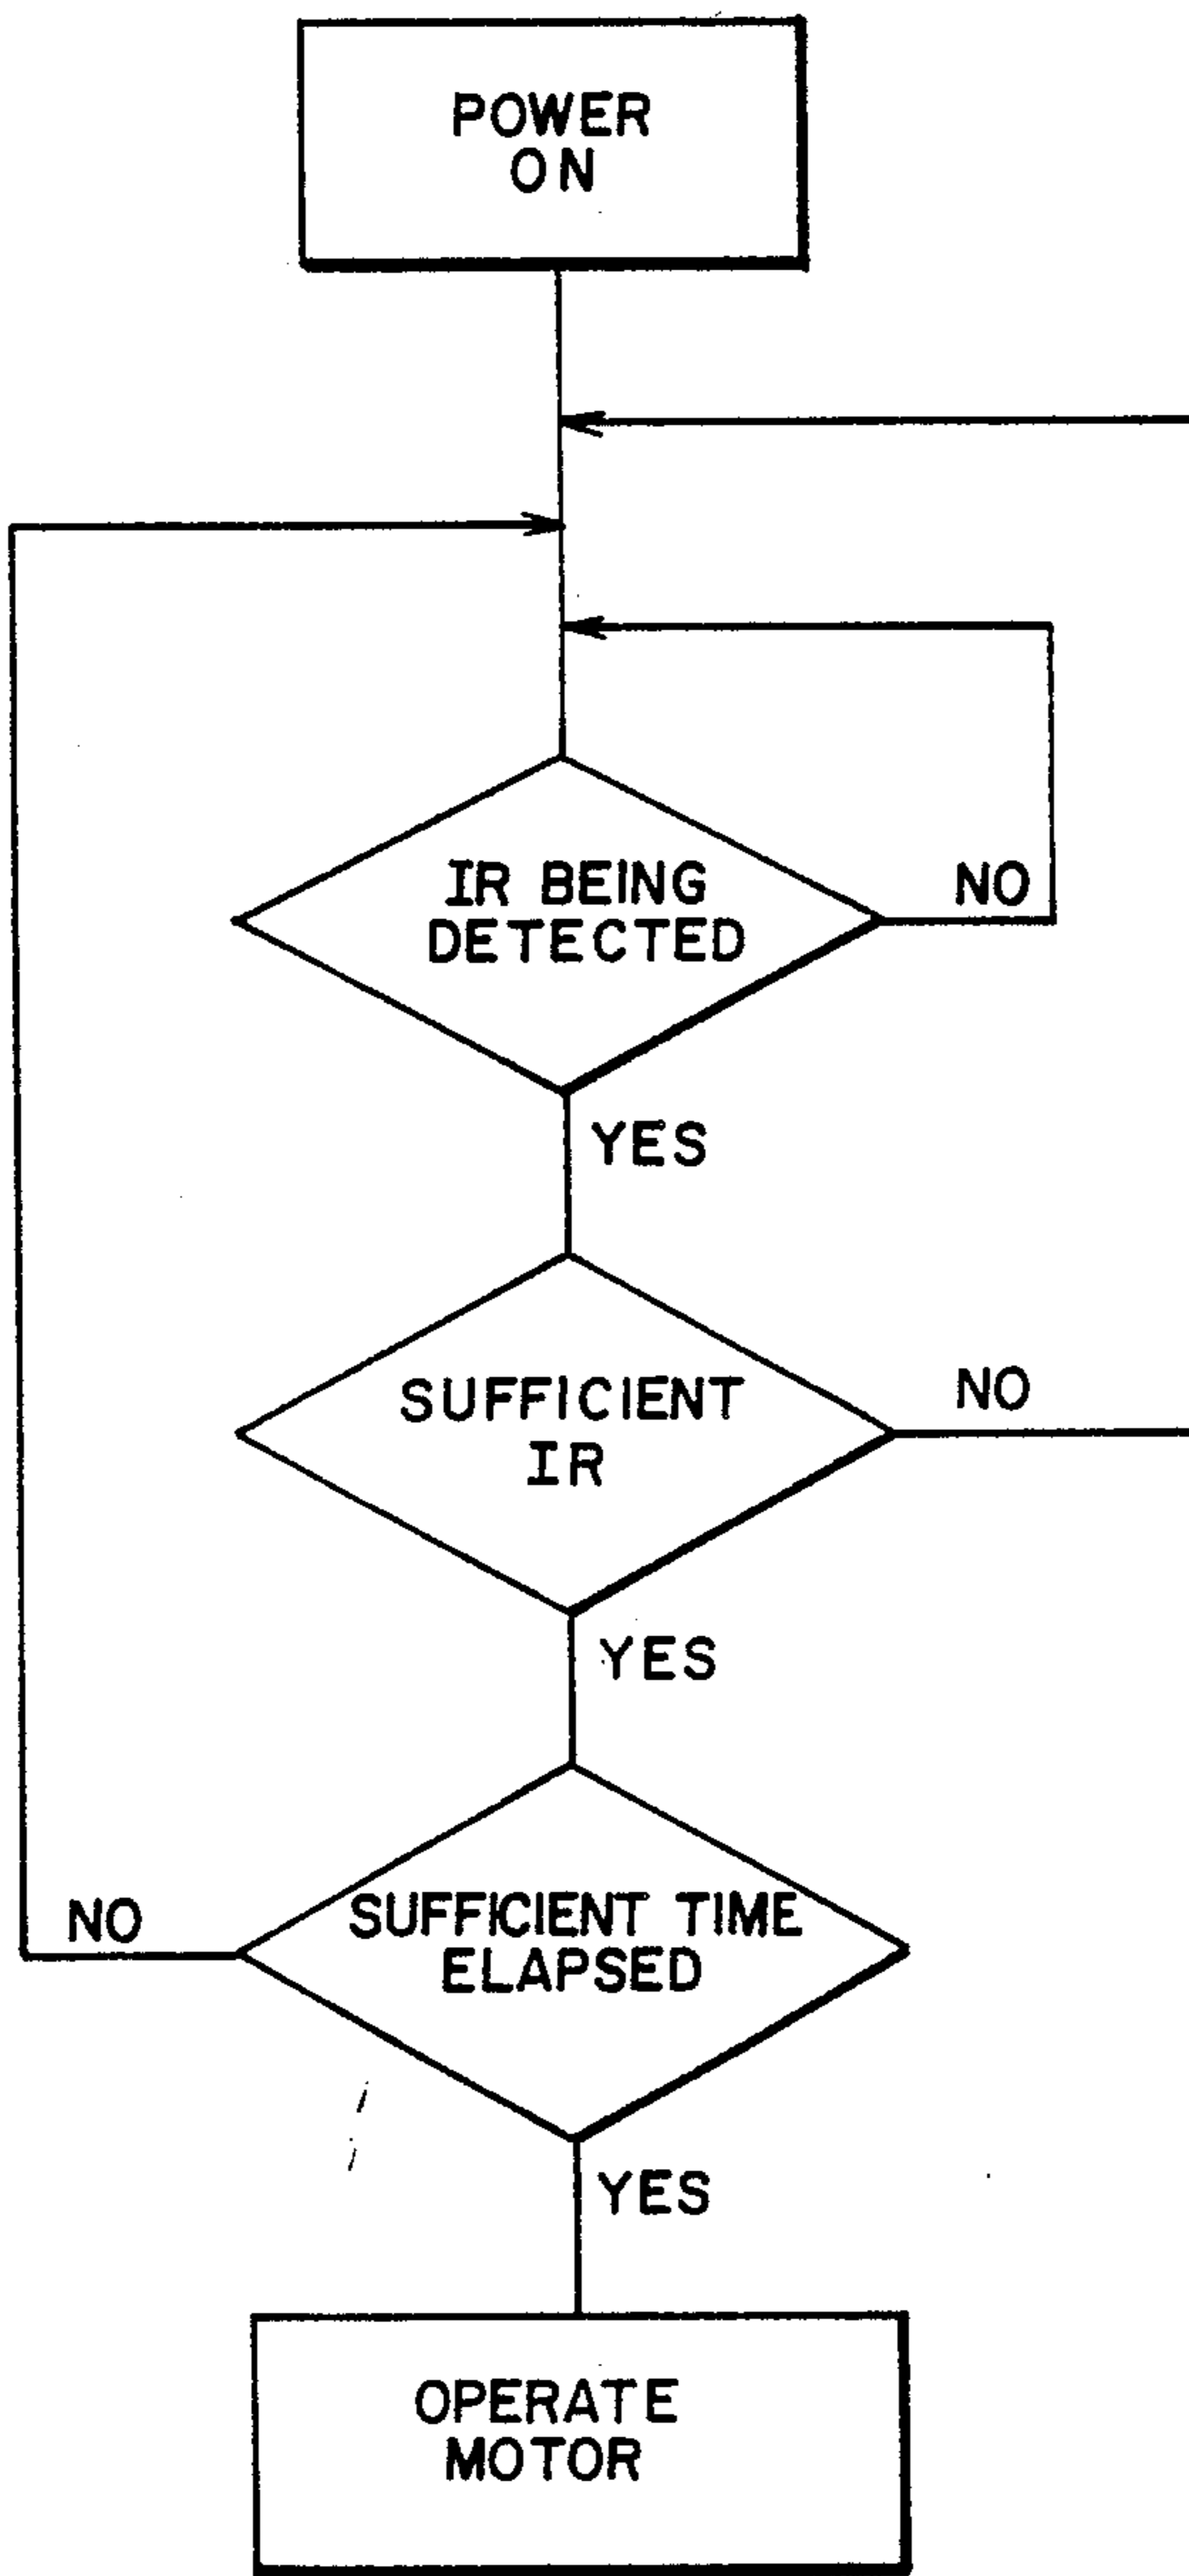 POWER
ON
IR BEING
DETECTED
NO
YES
SUFFICIENT
IR
NO
YES
SUFFICIENT TIME
ELAPSED
NO
YES
OPERATE
MOTOR